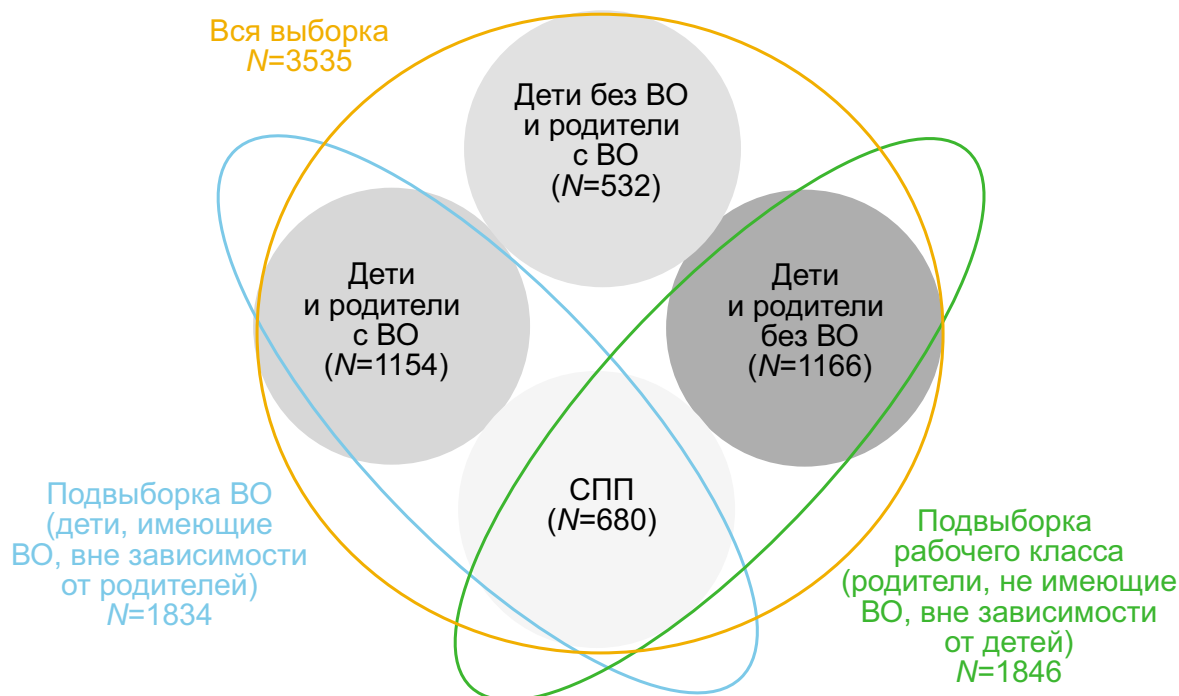 Вся выборка
N=3535
Дети без ВО
и родители
с ВО
(N=532)
Дети
и родители
с ВО
(N=1154)
Дети
и родители
без ВО
(N=1166)
СПП
(N=680)
Подвыборка ВО
(дети, имеющие
ВО, вне зависимости
от родителей)
N=1834
Подвыборка
рабочего класса
(родители, не имеющие
ВО, вне зависимости
от детей)
N=1846